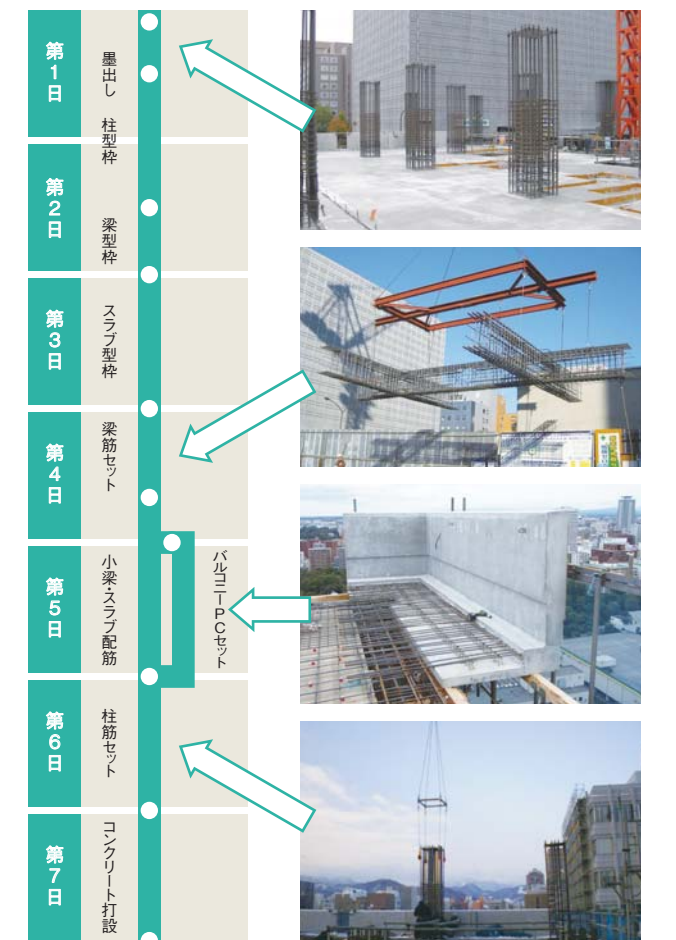 第1日
墨出し
柱型枠
第2日
梁型枠
第3日
スラブ型枠
第4日
梁筋セット
第5日
小梁・スラブ配筋
バルコニーPCセット
第6日
柱筋セット
第7日
コンクリート打設